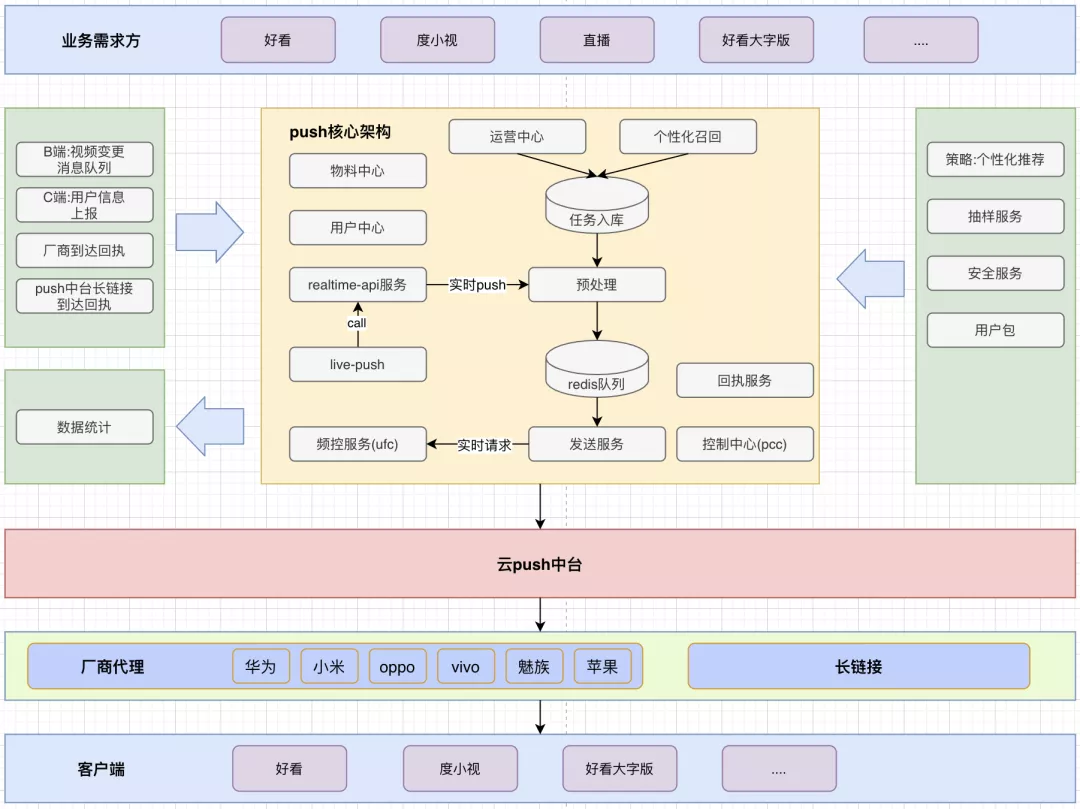 业务需求方
好看
度小视
直播
好看大字版
....
B端:视频变更
消息队列
C端:用户信息
上报
厂商到达回执
push中台长链接
到达回执
数据统计
push核心架构
运营中心
个性化召回
物料中心
任务入库
用户中心
realtime-api服务
实时push
预处理
call
live-push
redis队列
回执服务
频控服务(ufc)
实时请求
发送服务
控制中心(pcc)
策略:个性化推荐
抽样服务
安全服务
用户包
云push中台
厂商代理
华为
小米
oppo
vivo
魅族
苹果
长链接
客户端
好看
度小视
好看大字版
....